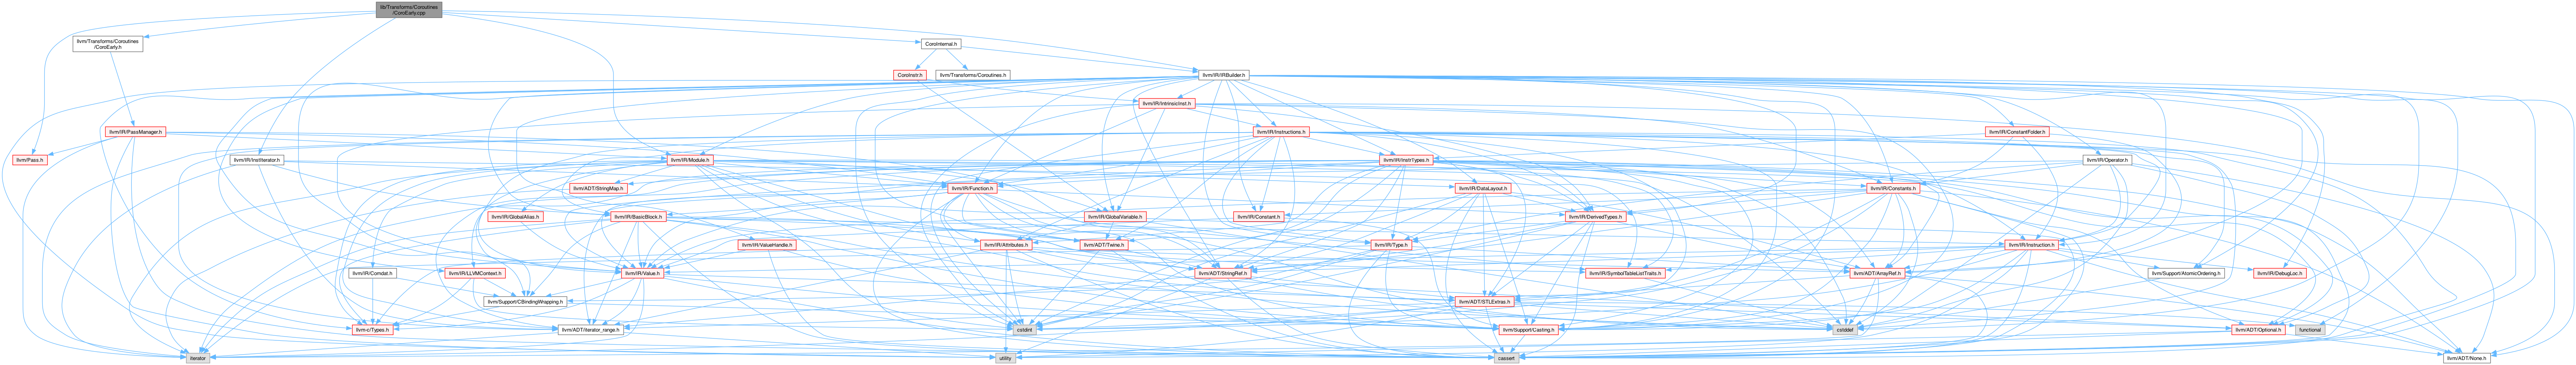 lib/Transforms/Coroutines
/CoroEarly.cpp
llvm/Transforms/Coroutines
/CoroEarly.h
CoroInternal.h
CoroInstr.h
llvm/Transforms/Coroutines.h
llvm/IR/IRBuilder.h
llvm/IR/IntrinsicInst.h
llvm/IR/PassManager.h
llvm/IR/Instructions.h
llvm/IR/ConstantFolder.h
llvm/Pass.h
llvm/IR/InstIterator.h
llvm/IR/Module.h
llvm/IR/InstrTypes.h
llvm/IR/Operator.h
llvm/ADT/StringMap.h
llvm/IR/Function.h
llvm/IR/DataLayout.h
llvm/IR/Constants.h
llvm/IR/GlobalAlias.h
llvm/IR/BasicBlock.h
llvm/IR/GlobalVariable.h
llvm/IR/Constant.h
llvm/IR/DerivedTypes.h
llvm/IR/ValueHandle.h
llvm/IR/Attributes.h
llvm/ADT/Twine.h
llvm/IR/Type.h
llvm/IR/Instruction.h
llvm/IR/Comdat.h
llvm/IR/LLVMContext.h
llvm/IR/Value.h
llvm/ADT/StringRef.h
llvm/IR/SymbolTableListTraits.h
llvm/ADT/ArrayRef.h
llvm/Support/AtomicOrdering.h
llvm/IR/DebugLoc.h
llvm/Support/CBindingWrapping.h
llvm/ADT/STLExtras.h
llvm-c/Types.h
llvm/ADT/iterator_range.h
cstdint
llvm/Support/Casting.h
cstddef
llvm/ADT/Optional.h
functional
iterator
utility
cassert
llvm/ADT/None.h